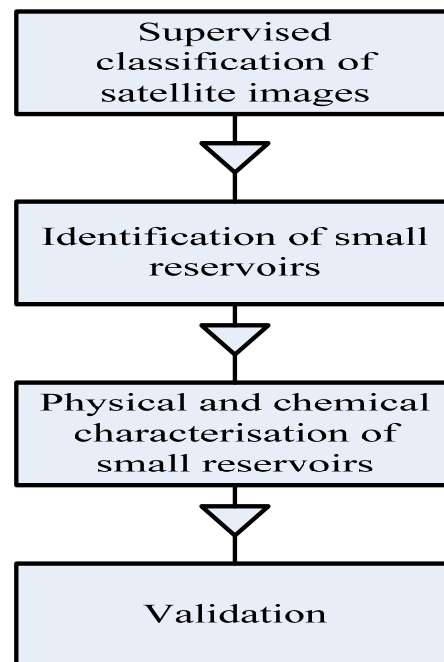 Supervised
classification of
satellite images
Identification of small
reservoirs
Physical and chemical
characterisation of
small reservoirs
Validation